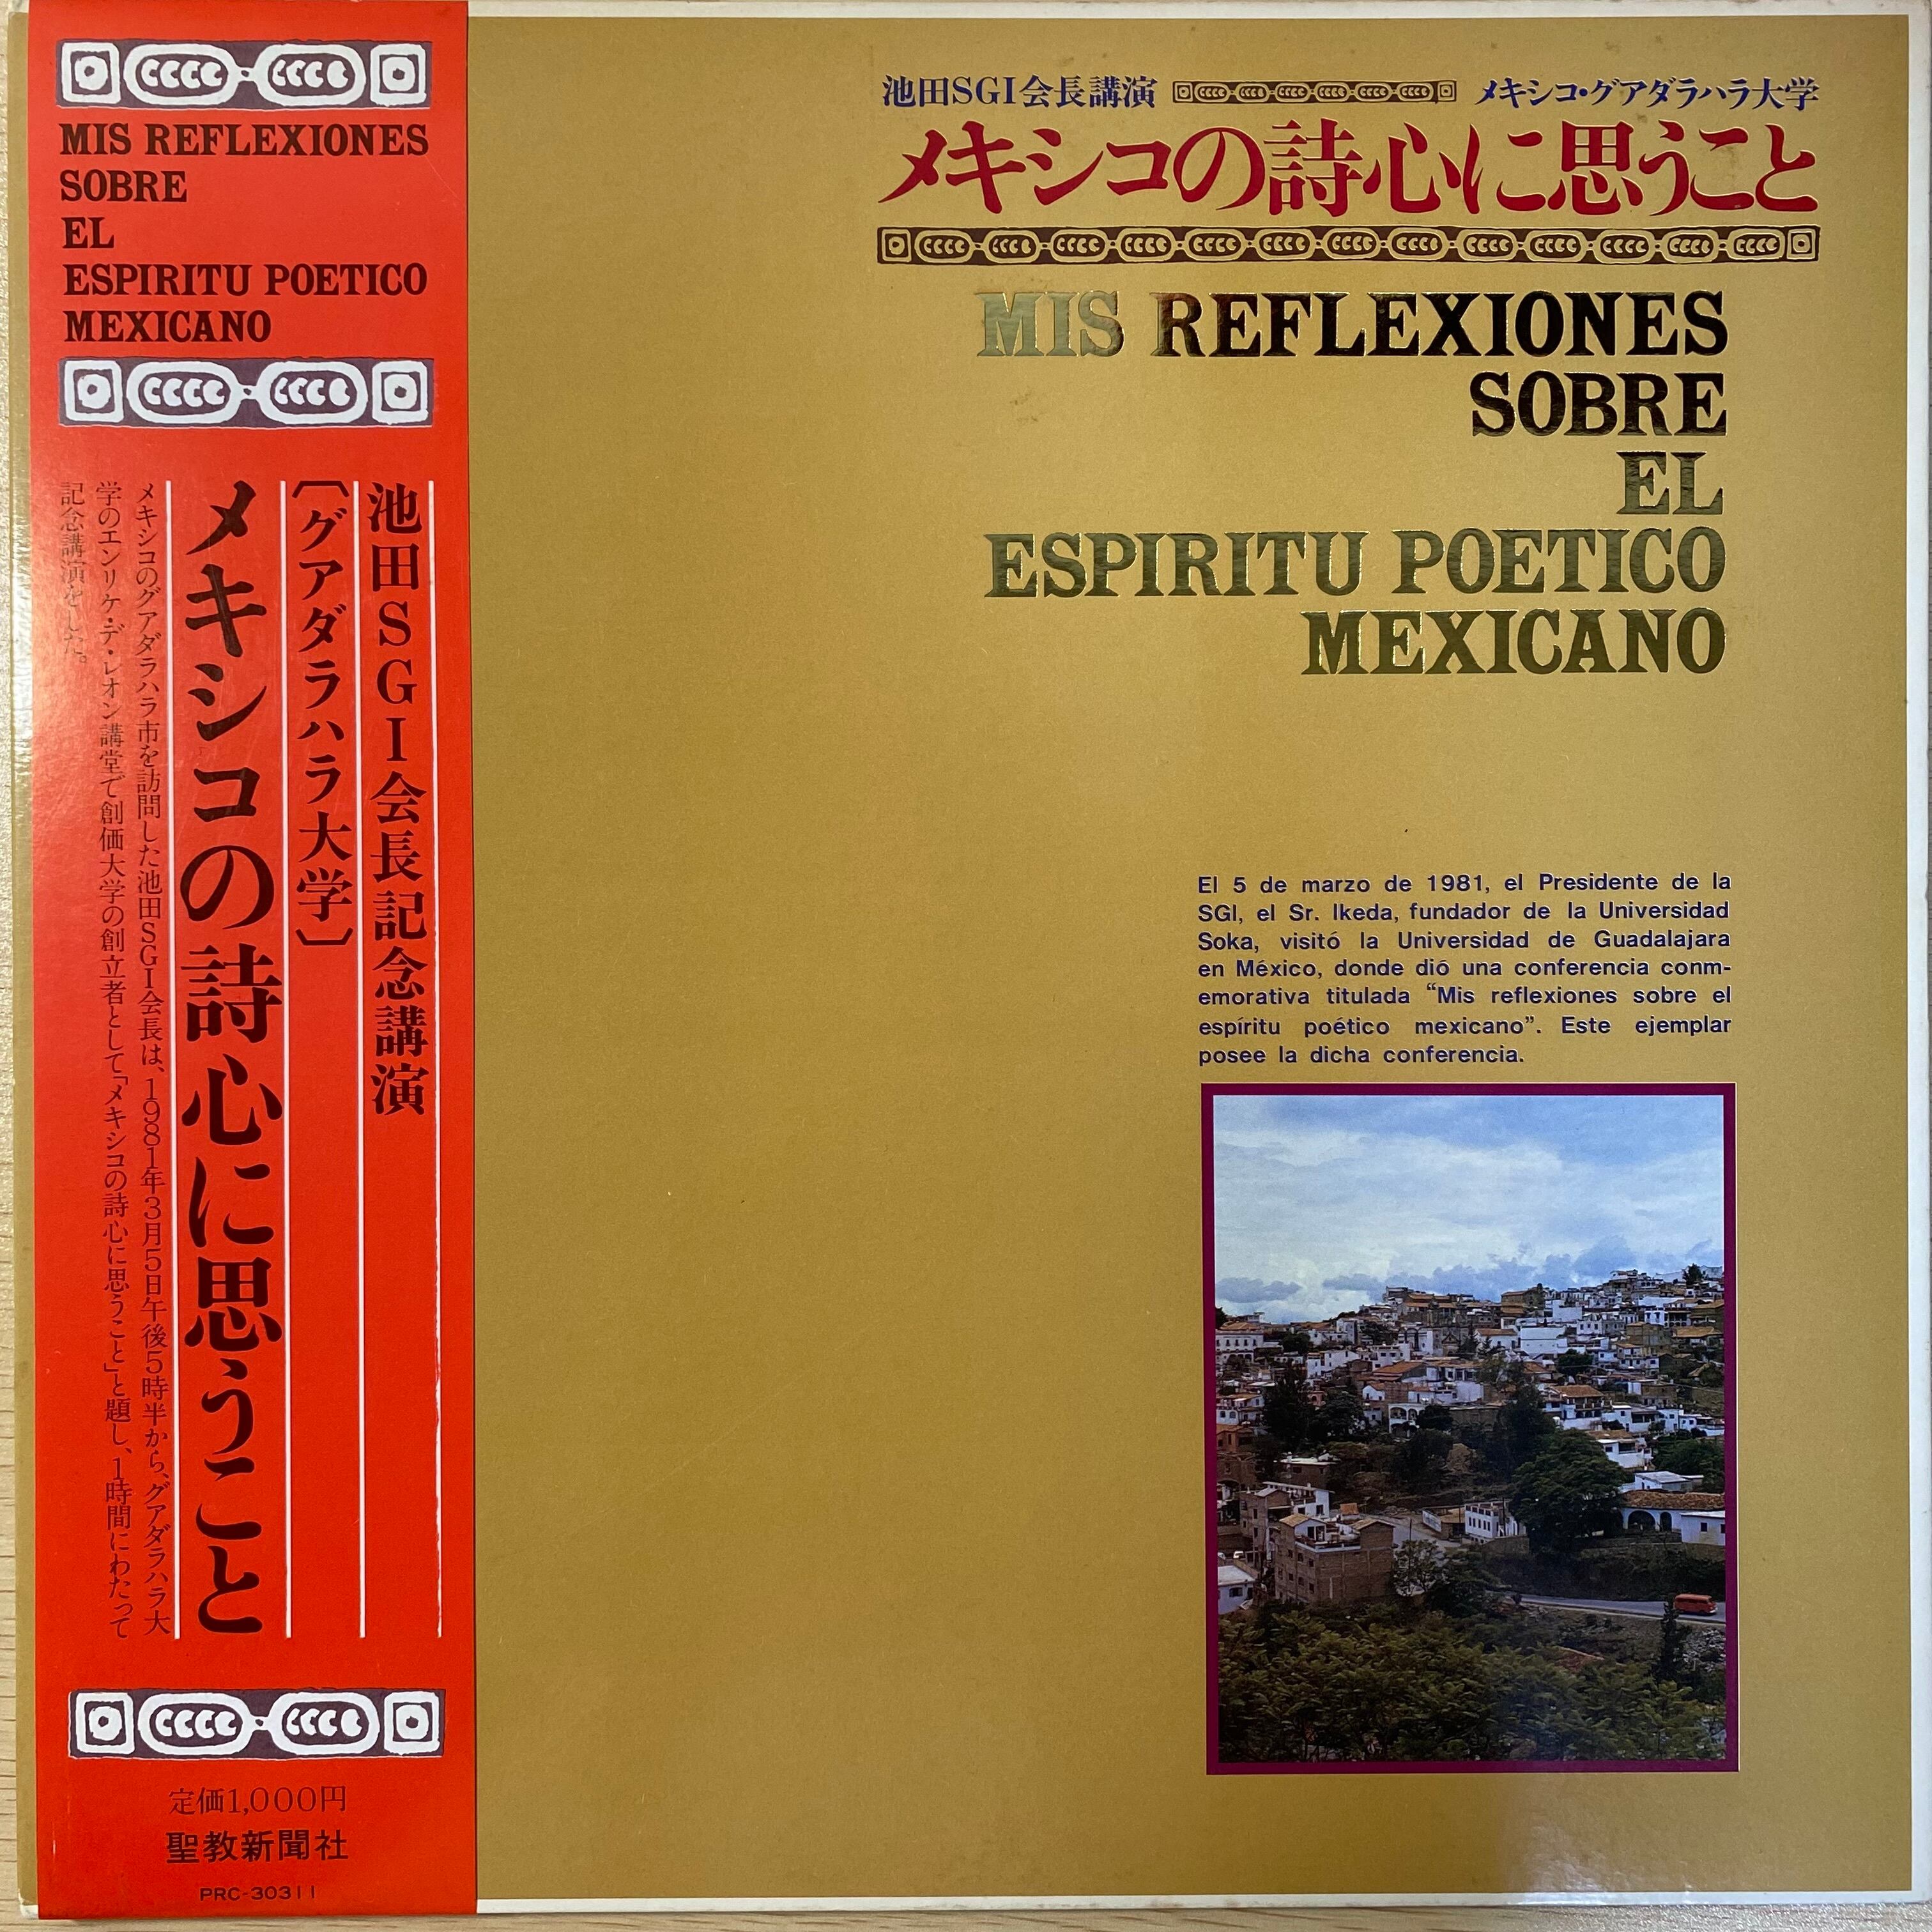 MIS REFLEXIONES
SOBRE
EL
ESPIRITU POETICO
MEXICANO
池田SGI会長記念講演
〔グアダラハラ大学〕
メキシコの詩心に思うこと
メキシコのグアダラハラ市を訪問した池田SGI会長は、1981年3月5日午後5時半から、グアダラハラ大
学のエンリケ・デ・レオン講堂で創価大学の創立者として「メキシコの詩心に思うこと」と題し、1時間にわたって
記念講演をした。
定価1,000円
聖教新聞社
PRC-30311
池田SGI会長講演 メキシコ・グアダラハラ大学
メキシコの詩心に思うこと
MIS REFLEXIONES
SOBRE
EL
ESPIRITU POETICO
MEXICANO
El 5 de marzo de 1981, el Presidente de la
SGI, el Sr. Ikeda, fundador de la Universidad
Soka, visitó la Universidad de Guadalajara
en México, donde dió una conferencia conm-
emorativa titulada “Mis reflexiones sobre el
espíritu poético mexicano”. Este ejemplar
posee la dicha conferencia.